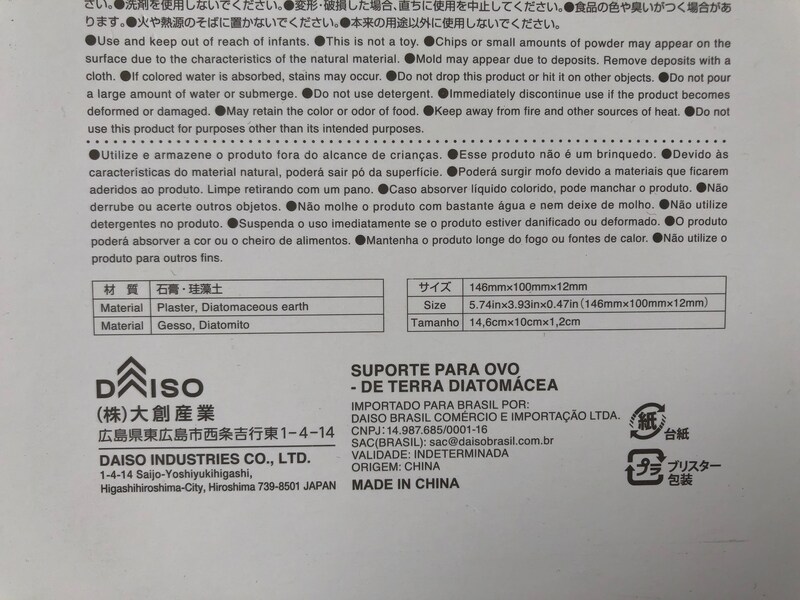 さい。●洗剤を使用しないでください。●変形・破損した場合、直ちに使用を中止してください。●食品の色や臭いがつく場合があ
ります。●火や熱源のそばに置かないでください。●本来の用途以外に使用しないでください。
●Use and keep out of reach of infants. ●This is not a toy. ●Chips or small amounts of powder may appear on the
surface due to the characteristics of the natural material. ●Mold may appear due to deposits. Remove deposits with a
cloth. ●If colored water is absorbed, stains may occur. ●Do not drop this product or hit it on other objects. ●Do not pour
a large amount of water or submerge. ●Do not use detergent. ●Immediately discontinue use if the product becomes
deformed or damaged. ●May retain the color or odor of food. ●Keep away from fire and other sources of heat. ●Do not
use this product for purposes other than its intended purposes.
●Utilize e armazene o produto fora do alcance de crianças. ●Esse produto não é um brinquedo. ●Devido às
características do material natural, poderá sair pó da superfície. ●Poderá surgir mofo devido a materiais que ficarem
aderidos ao produto. Limpe retirando com um pano. ●Caso absorver líquido colorido, pode manchar o produto. ●Não
derrube ou acerte outros objetos. ●Não molhe o produto com bastante água e nem deixe de molho. ●Não utilize
detergentes no produto. ●Suspenda o uso imediatamente se o produto estiver danificado ou deformado. ●O produto
poderá absorver a cor ou o cheiro de alimentos. ●Mantenha o produto longe do fogo ou fontes de calor. ●Não utilize o
produto para outros fins.
材 質 石膏・珪藻土
Material Plaster, Diatomaceous earth
Material Gesso, Diatomito
サイズ 146mm×100mm×12mm
Size 5.74in×3.93in×0.47in(146mm×100mm×12mm)
Tamanho 14,6cm×10cm×1,2cm
DAISO
(株)大創産業
広島県東広島市西条吉行東1-4-14
DAISO INDUSTRIES CO., LTD.
1-4-14 Saijo-Yoshiyukihigashi,
Higashihiroshima-City, Hiroshima 739-8501 JAPAN
SUPORTE PARA OVO
- DE TERRA DIATOMÁCEA
IMPORTADO PARA BRASIL POR:
DAISO BRASIL COMÉRCIO E IMPORTAÇÃO LTDA.
CNPJ: 14.987.685/0001-16
SAC(BRASIL): sac@daisobrasil.com.br
VALIDADE: INDETERMINADA
ORIGEM: CHINA
MADE IN CHINA
紙 台紙
プラ ブリスター
包装